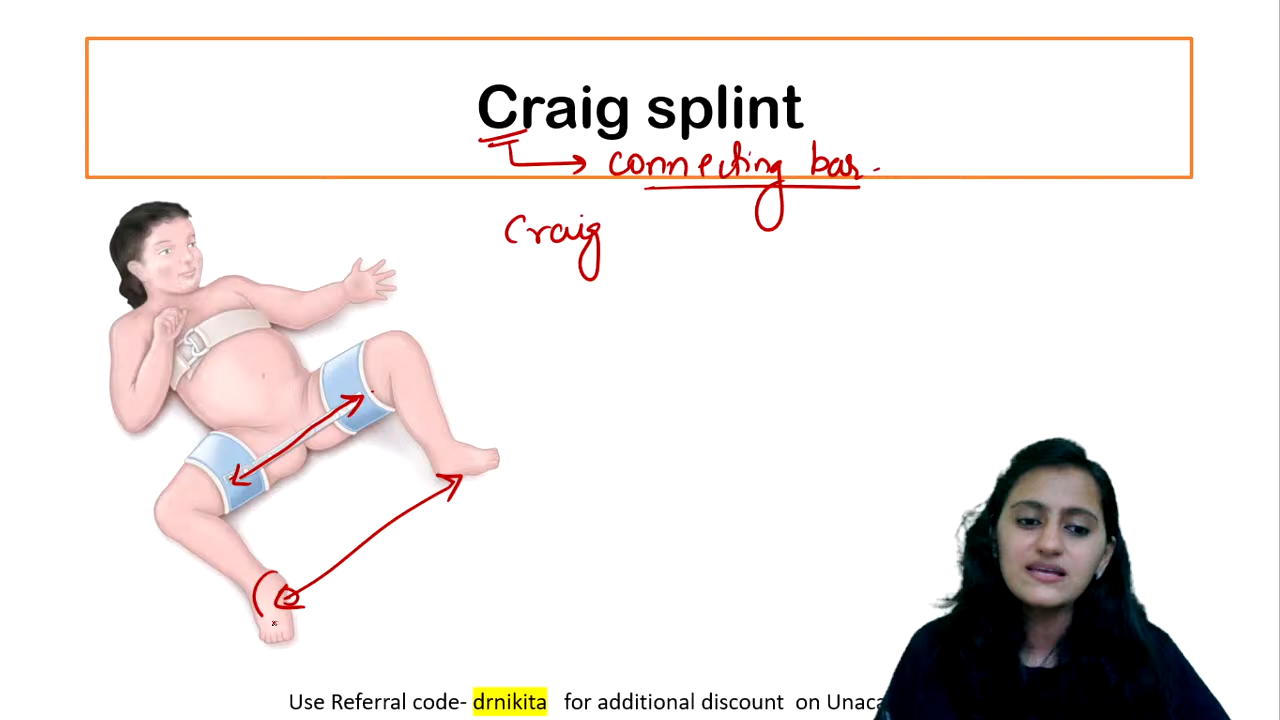 Craig splint
connecting bar.
Craig
Use Referral code- drnikita for additional discount on Unaca